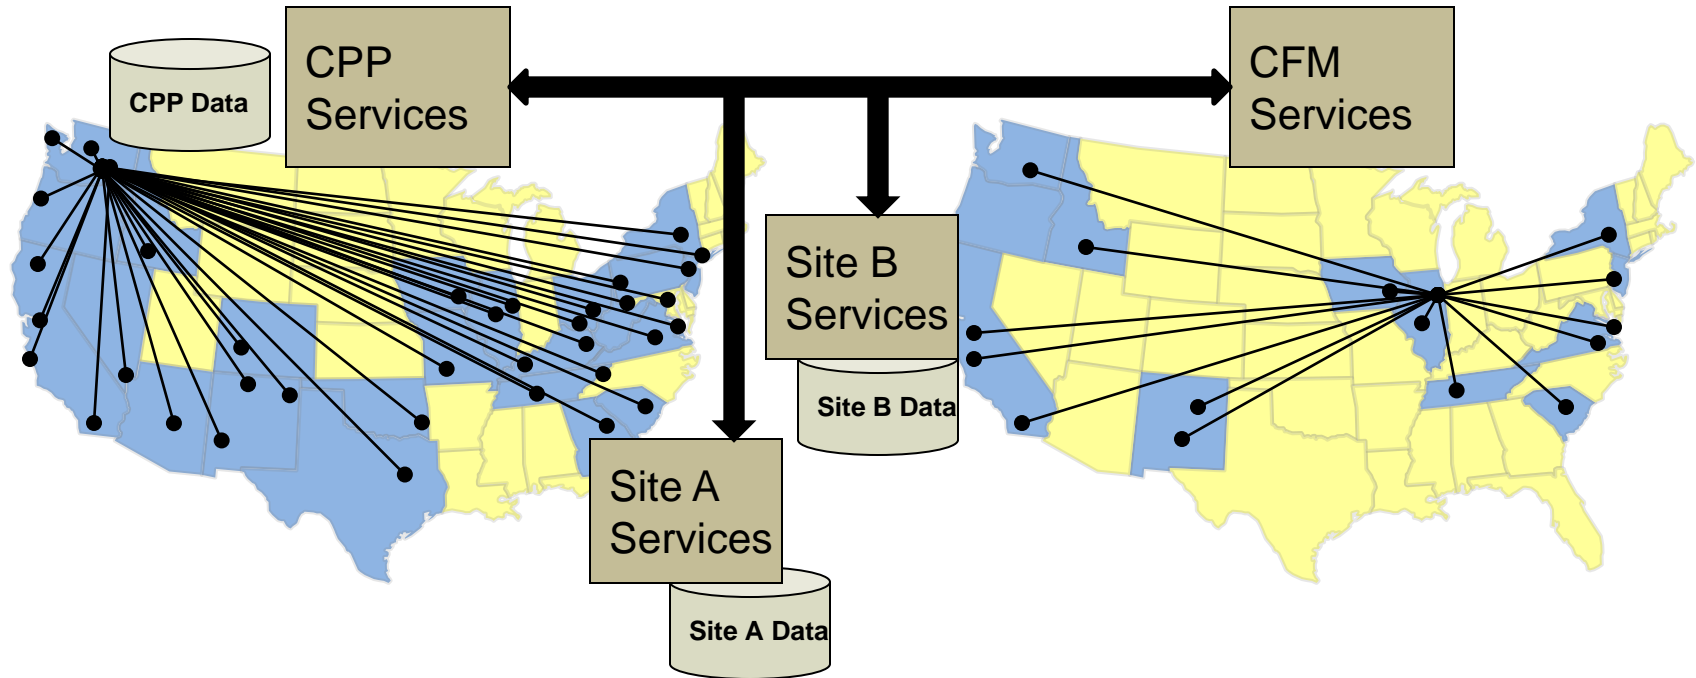 CPP
Services
CPP Data
CFM
Services
Site B
Services
Site B Data
Site A
Services
Site A Data